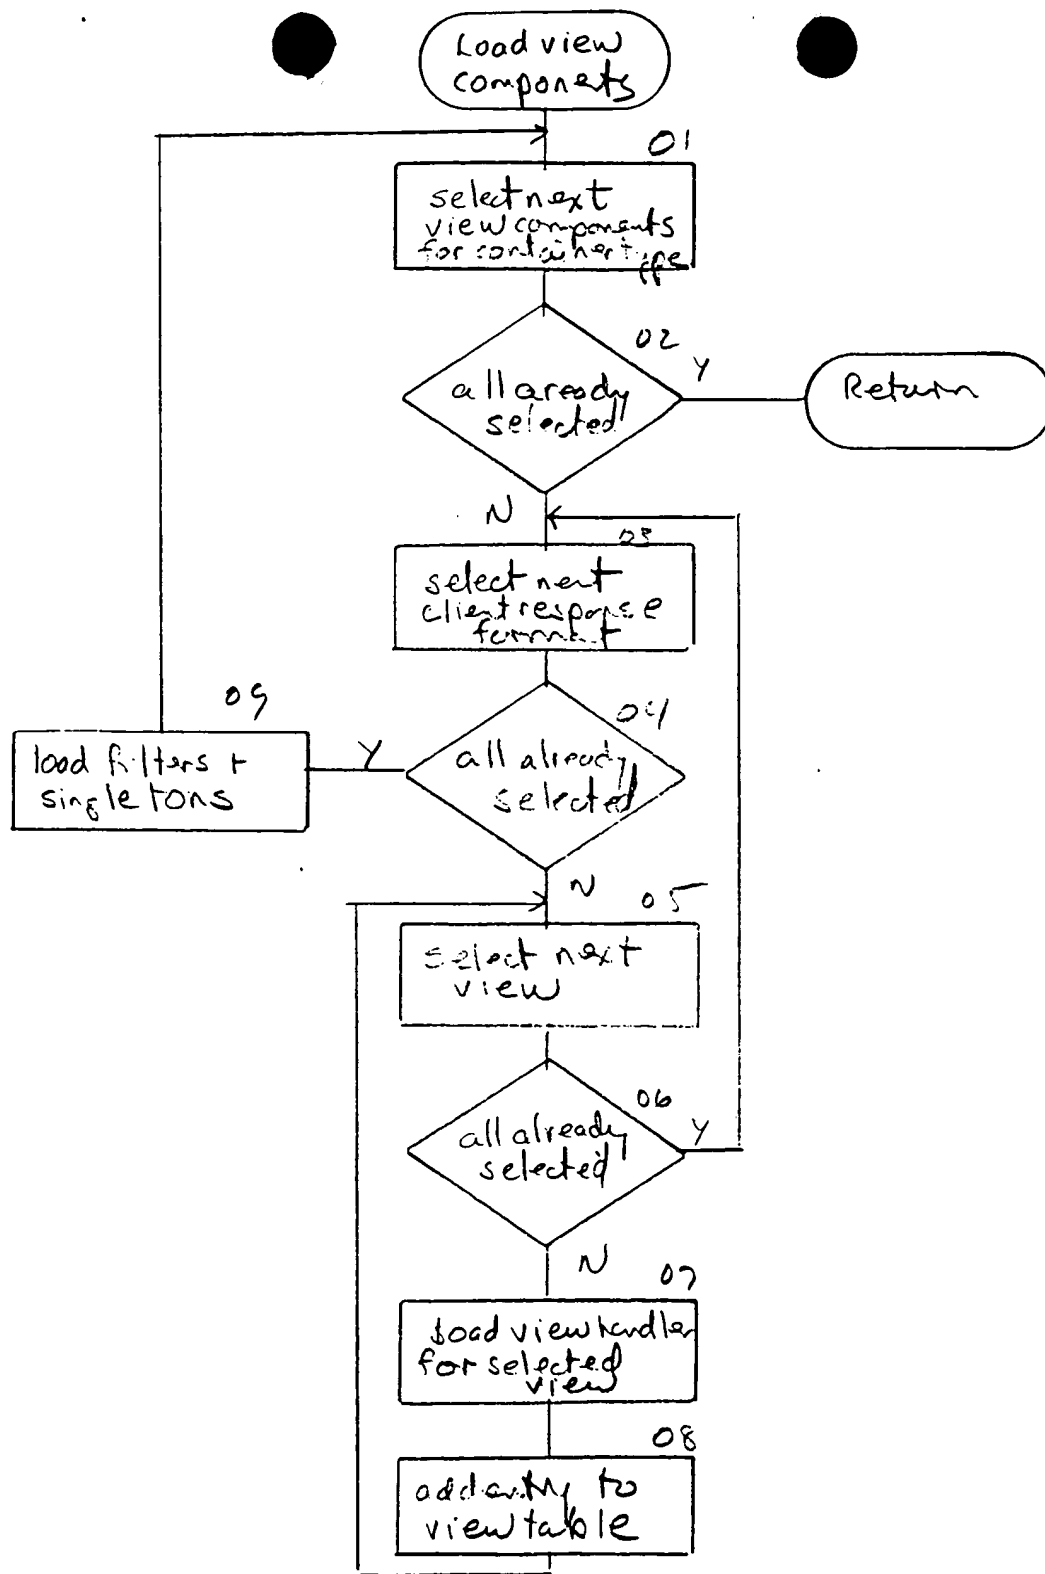 Load view
components
01
select next
view components
for container type
02
all already
selected
Y
Return
N
03
select next
client response
format
04
all already
selected
Y
09
load filters +
singletons
N
05
select next
view
06
all already
selected
Y
N
07
load view handler
for selected
view
08
add entry to
view table